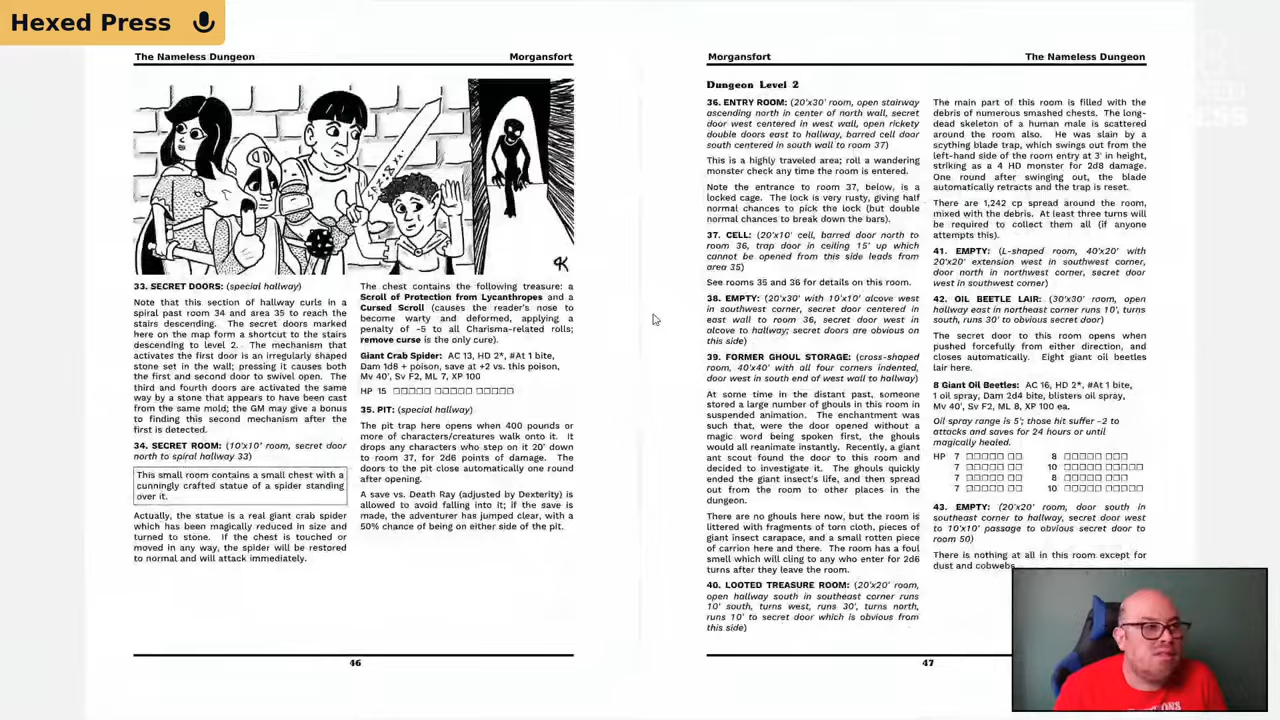 Hexed Press
The Nameless Dungeon
Morgansfort
33. SECRET DOORS: (special hallway)
Note that this section of hallway curls in a
spiral past room 34 and area 35 to reach the
stairs descending. The secret doors marked
here on the map form a shortcut to the stairs
descending to level 2. The mechanism that
activates the first door is an irregularly shaped
stone set in the wall; pressing it causes both
the first and second door to swivel open. The
third and fourth doors are activated the same
way by a stone that appears to have been cast
from the same mold; the GM may give a bonus
to finding this second mechanism after the
first is detected.
34. SECRET ROOM: (10'x10' room, secret door
north to spiral hallway 33)
This small room contains a small chest with a
cunningly crafted statue of a spider standing
over it.
Actually, the statue is a real giant crab spider
which has been magically reduced in size and
turned to stone. If the chest is touched or
moved in any way, the spider will be restored
to normal and will attack immediately.
The chest contains the following treasure: a
Scroll of Protection from Lycanthropes and a
Cursed Scroll (causes the reader's nose to
become warty and deformed, applying a
penalty of -5 to all Charisma-related rolls;
remove curse is the only cure).
Giant Crab Spider: AC 13, HD 2*, #At 1 bite,
Dam 1d8 + poison, save at +2 vs. this poison,
Mv 40', Sv F2, ML 7, XP 100
HP 15 □□□□□ □□□□□ □□□□□
35. PIT: (special hallway)
The pit trap here opens when 400 pounds or
more of characters/creatures walk onto it. It
drops any characters who step on it 20' down
to room 37, for 2d6 points of damage. The
doors to the pit close automatically one round
after opening.
A save vs. Death Ray (adjusted by Dexterity) is
allowed to avoid falling into it; if the save is
made, the adventurer has jumped clear, with a
50% chance of being on either side of the pit.
46
Morgansfort
The Nameless Dungeon
Dungeon Level 2
36. ENTRY ROOM: (20'x30' room, open stairway
ascending north in center of north wall, secret
door west centered in west wall, open rickety
double doors east to hallway, barred cell door
south centered in south wall to room 37)
This is a highly traveled area; roll a wandering
monster check any time the room is entered.
Note the entrance to room 37, below, is a
locked cage. The lock is very rusty, giving half
normal chances to pick the lock (but double
normal chances to break down the bars).
37. CELL: (20'x10' cell, barred door north to
room 36, trap door in ceiling 15' up which
cannot be opened from this side leads from
area 35)
See rooms 35 and 36 for details on this room.
38. EMPTY: (20'x30' with 10'x10' alcove west
in southwest corner, secret door centered in
east wall to room 36, secret door west in
alcove to hallway; secret doors are obvious on
this side)
39. FORMER GHOUL STORAGE: (cross-shaped
room, 40'x40' with all four corners indented,
door west in south end of west wall to hallway)
At some time in the distant past, someone
stored a large number of ghouls in this room in
suspended animation. The enchantment was
such that, were the door opened without a
magic word being spoken first, the ghouls
would all reanimate instantly. Recently, a giant
ant scout found the door to this room and
decided to investigate it. The ghouls quickly
ended the giant insect's life, and then spread
out from the room to other places in the
dungeon.
There are no ghouls here now, but the room is
littered with fragments of torn cloth, pieces of
giant insect carapace, and a small rotten piece
of carrion here and there. The room has a foul
smell which will cling to any who enter for 2d6
turns after they leave the room.
40. LOOTED TREASURE ROOM: (20'x20' room,
open hallway south in southeast corner runs
10' south, turns west, runs 30', turns north,
runs 10' to secret door which is obvious from
this side)
The main part of this room is filled with the
debris of numerous smashed chests. The long-
dead skeleton of a human male is scattered
around the room also. He was slain by a
scything blade trap, which swings out from the
left-hand side of the room entry at 3' in height,
striking as a 4 HD monster for 2d8 damage.
One round after swinging out, the blade
automatically retracts and the trap is reset.
There are 1,242 cp spread around the room,
mixed with the debris. At least three turns will
be required to collect them all (if anyone
attempts this).
41. EMPTY: (L-shaped room, 40'x20' with
20'x20' extension west in southwest corner,
door north in northwest corner, secret door
west in southwest corner)
42. OIL BEETLE LAIR: (30'x30' room, open
hallway east in northeast corner runs 10', turns
south, runs 30' to obvious secret door)
The secret door to this room opens when
pushed forcefully from either direction, and
closes automatically. Eight giant oil beetles
lair here.
8 Giant Oil Beetles: AC 16, HD 2*, #At 1 bite,
1 oil spray, Dam 2d4 bite, blisters oil spray,
Mv 40', Sv F2, ML 8, XP 100 ea.
Oil spray range is 5'; those hit suffer -2 to
attacks and saves for 24 hours or until
magically healed.
HP 7 □□□□□ □□ 8 □□□□□ □□□
7 □□□□□ □□ 10 □□□□□ □□□□□
7 □□□□□ □□ 8 □□□□□ □□□
7 □□□□□ □□ 10 □□□□□ □□□□□
43. EMPTY: (20'x20' room, door south in
southeast corner to hallway, secret door west
to 10'x10' passage to obvious secret door to
room 50)
There is nothing at all in this room except for
dust and cobwebs.
47